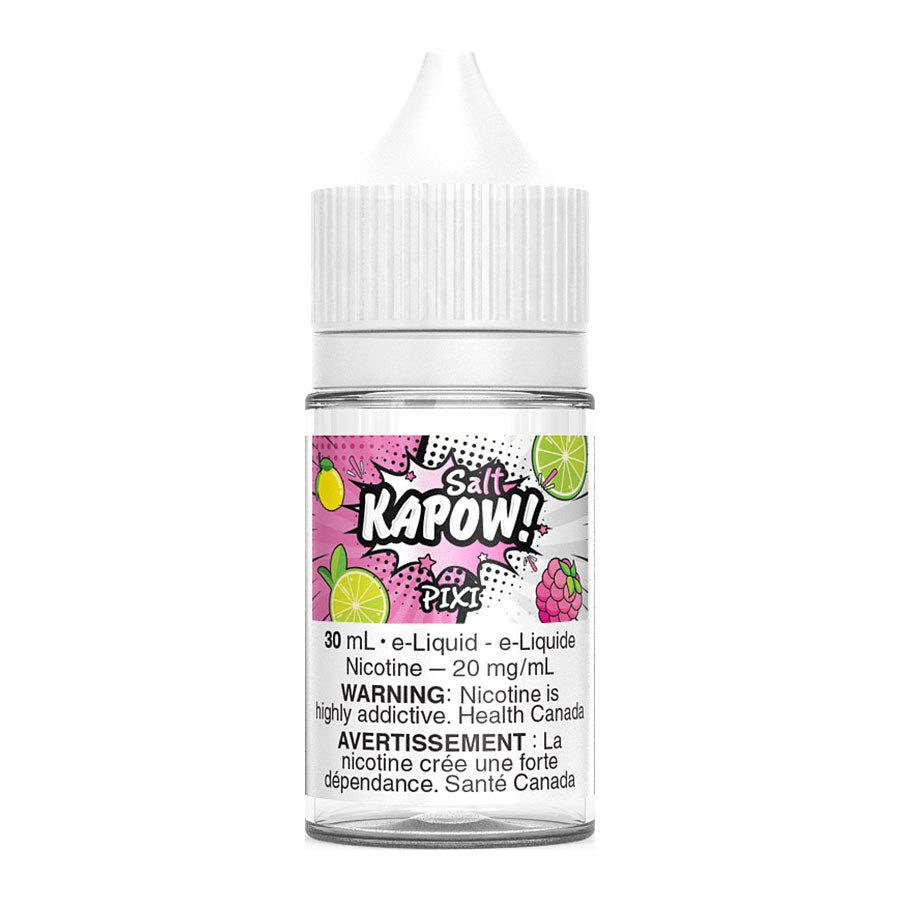 Salt
KAPOW!
PIXI
30 mL • e-Liquid - e-Liquide
Nicotine — 20 mg/mL
WARNING: Nicotine is
highly addictive. Health Canada
AVERTISSEMENT : La
nicotine crée une forte
dépendance. Santé Canada